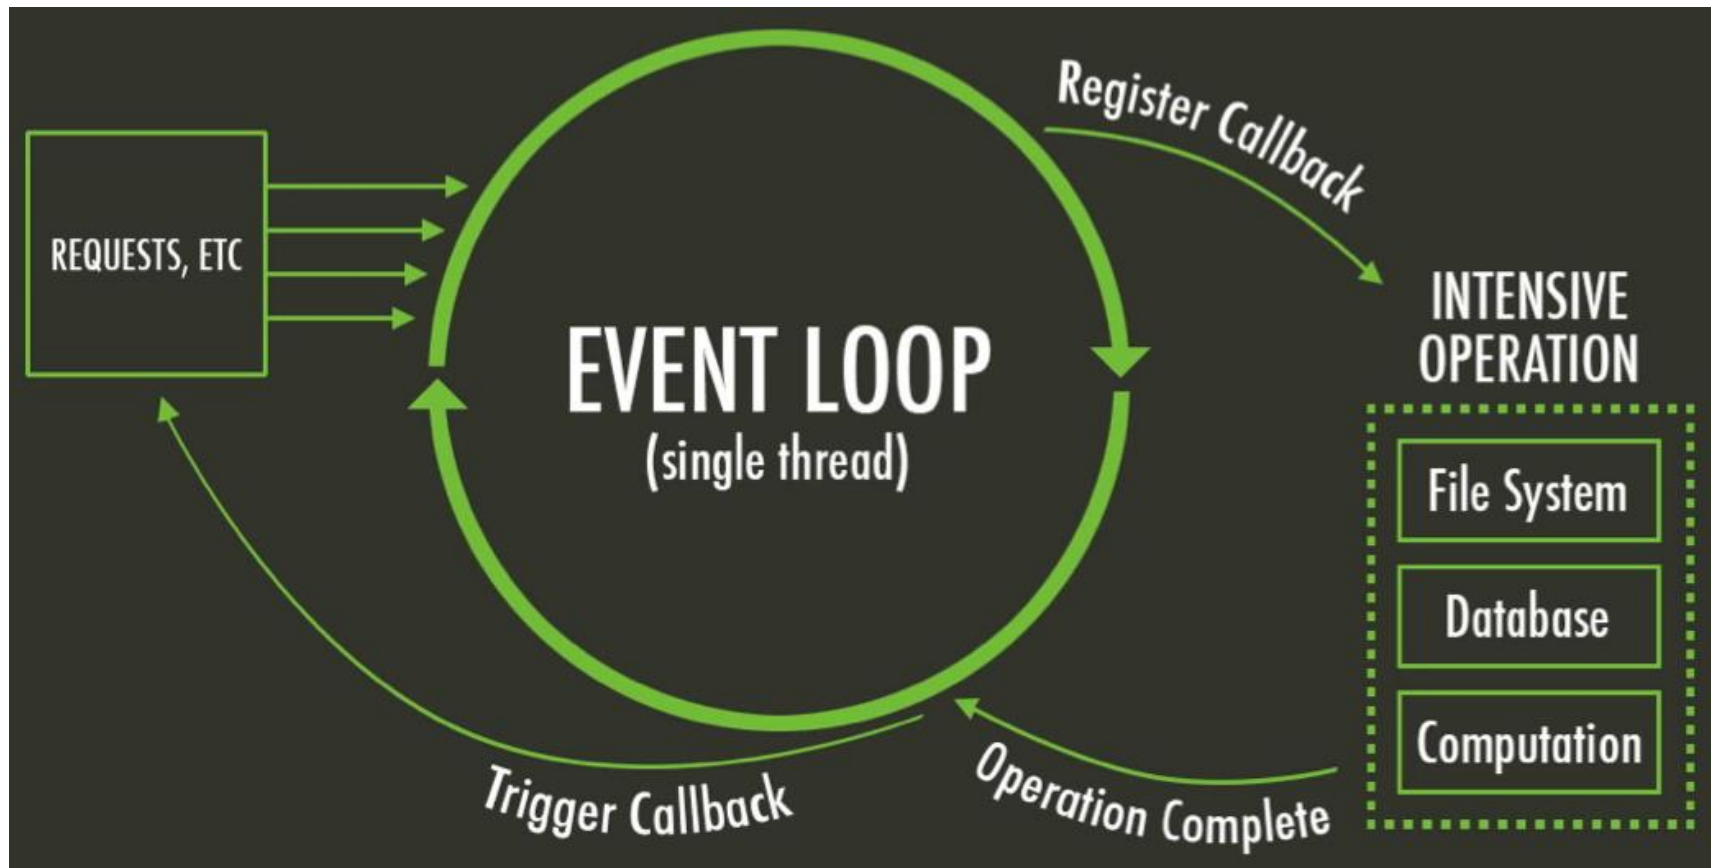 REQUESTS, ETC
EVENT LOOP
(single thread)
Register Callback
INTENSIVE
OPERATION
File System
Database
Computation
Operation Complete
Trigger Callback